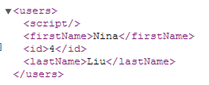 ▼<users>
<script/>
<firstName>Nina</firstName>
<id>4</id>
<lastName>Liu</lastName>
</users>